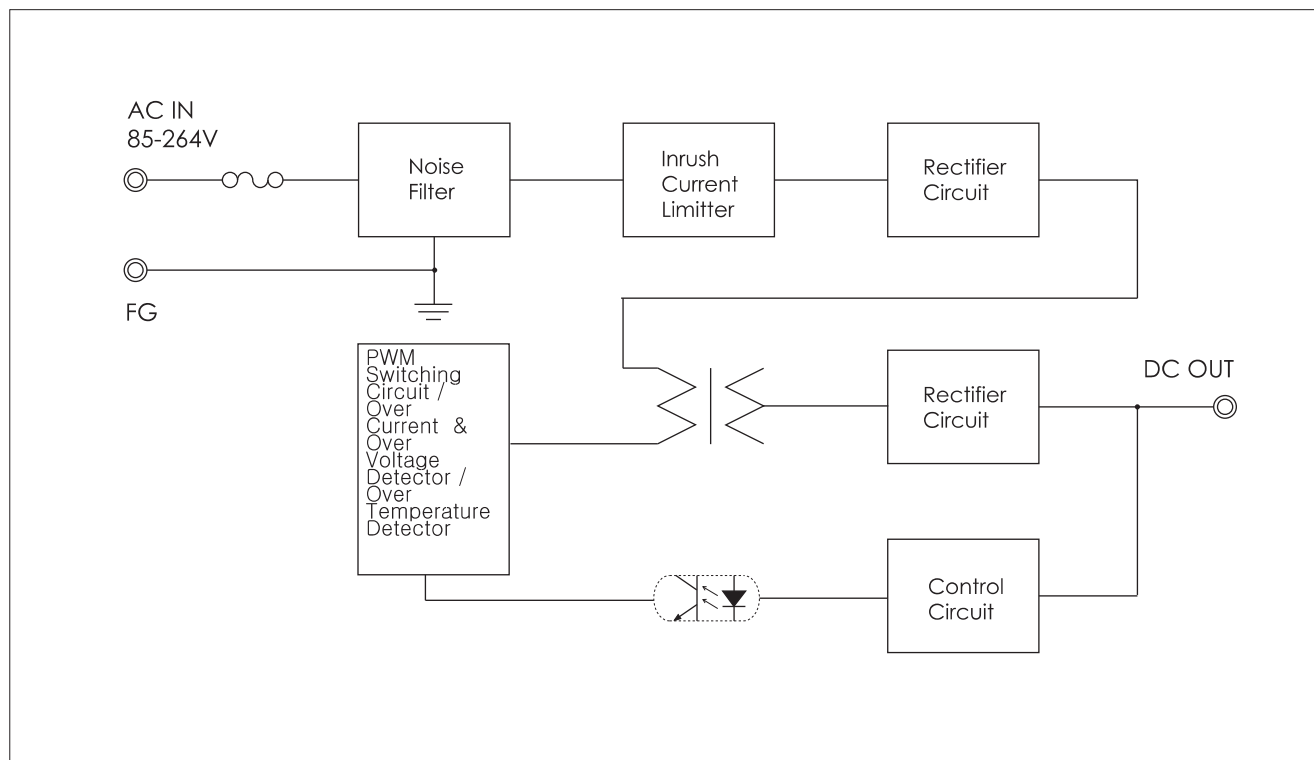 AC IN
85-264V
Noise
Filter
Inrush
Current
Limitter
Rectifier
Circuit
FG
PWM
Switching
Circuit /
Over
Current &
Over
Voltage
Detector /
Over
Temperature
Detector
Rectifier
Circuit
DC OUT
Control
Circuit